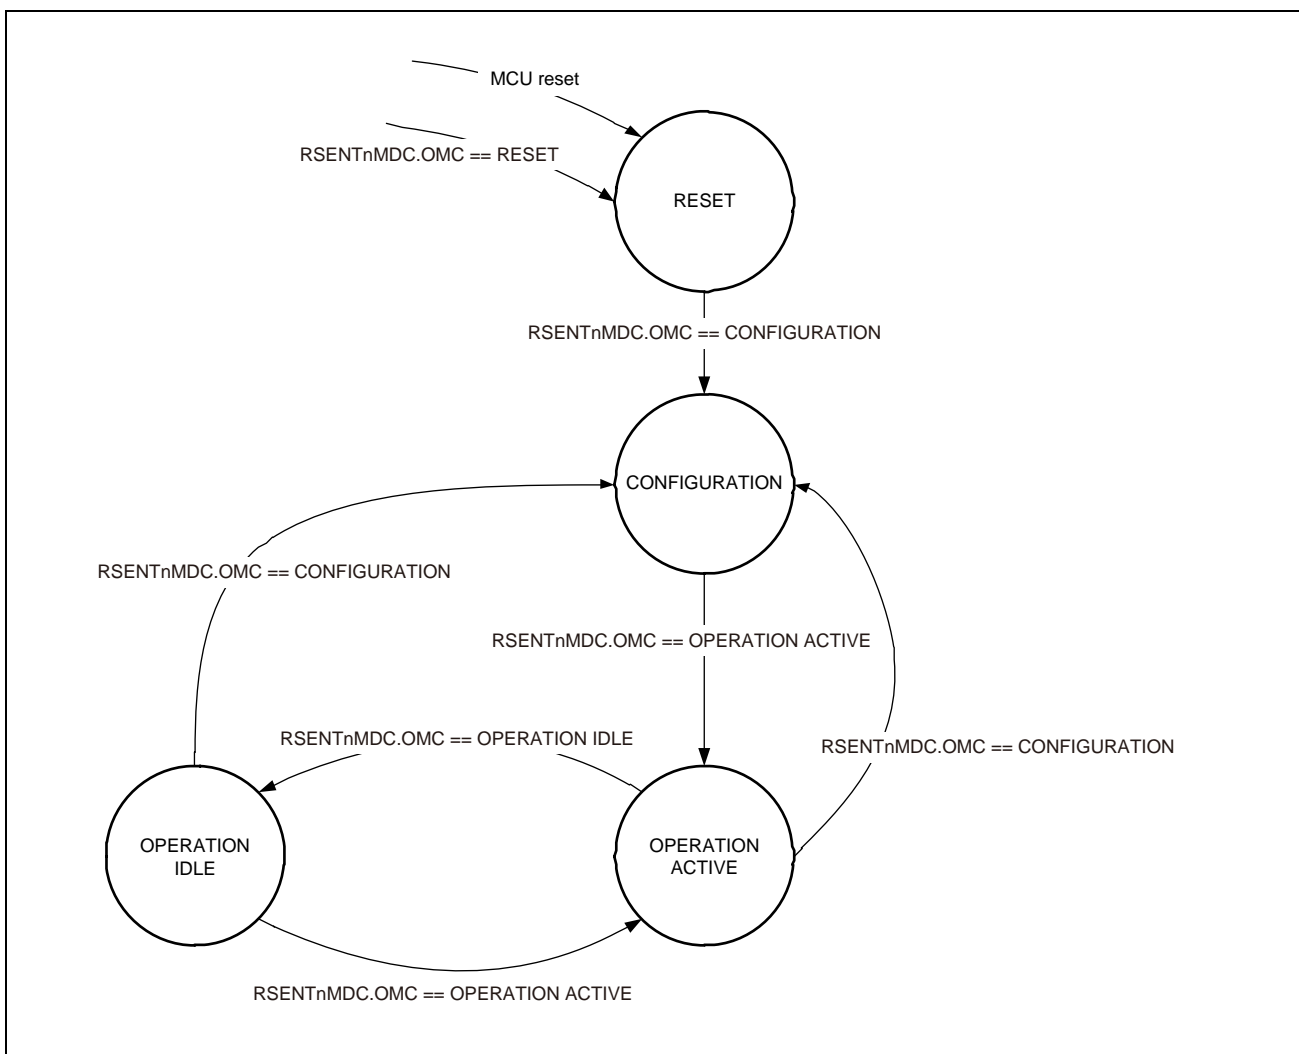 MCU reset
RSENTnMDC.OMC == RESET
RESET
RSENTnMDC.OMC == CONFIGURATION
CONFIGURATION
RSENTnMDC.OMC == CONFIGURATION
RSENTnMDC.OMC == OPERATION ACTIVE
RSENTnMDC.OMC == OPERATION IDLE
RSENTnMDC.OMC == CONFIGURATION
OPERATION
IDLE
OPERATION
ACTIVE
RSENTnMDC.OMC == OPERATION ACTIVE